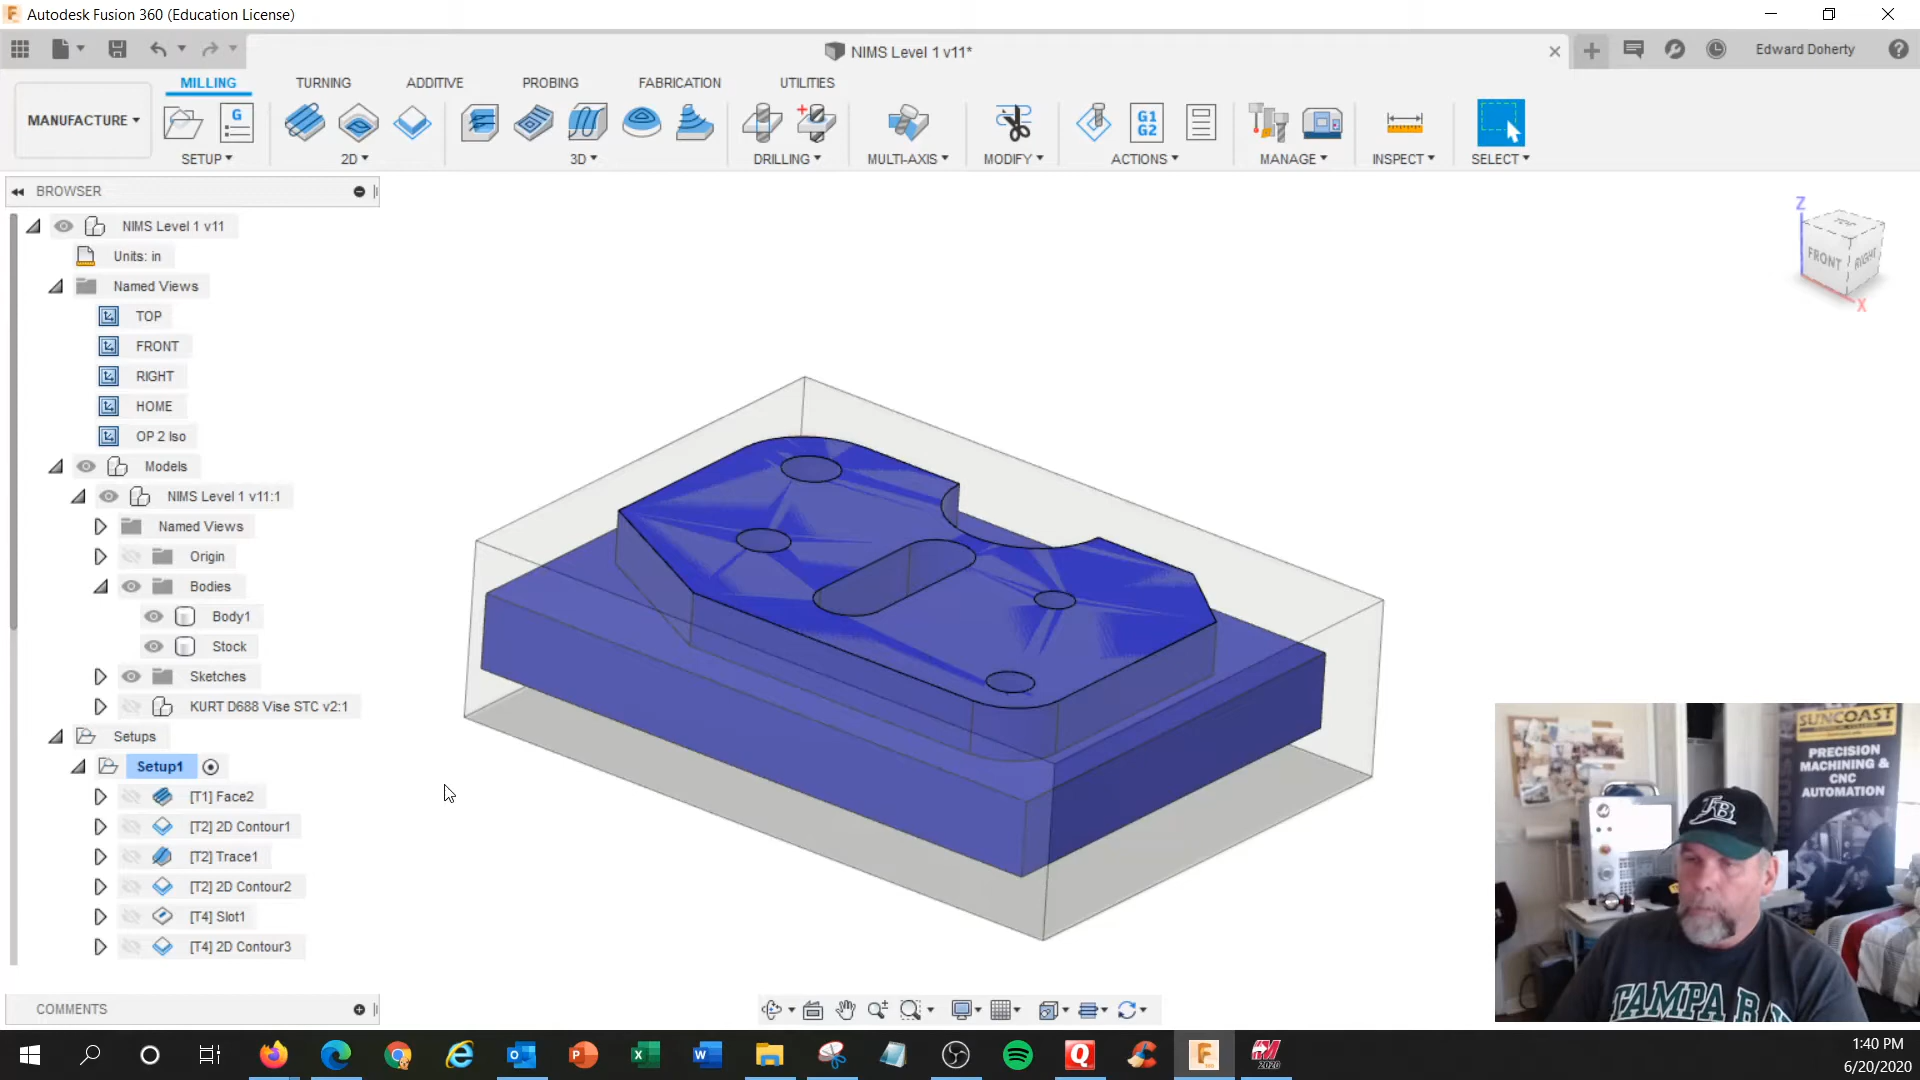 Autodesk Fusion 360 (Education License)
NIMS Level 1 v11*
Edward Doherty
MANUFACTURE
MILLING
TURNING
ADDITIVE
PROBING
FABRICATION
UTILITIES
G
G1
G2
SETUP
2D
3D
DRILLING
MULTI-AXIS
MODIFY
ACTIONS
MANAGE
INSPECT
SELECT
BROWSER
NIMS Level 1 v11
Units: in
Named Views
TOP
FRONT
RIGHT
HOME
OP 2 Iso
Models
NIMS Level 1 v11:1
Named Views
Origin
Bodies
Body1
Stock
Sketches
KURT D688 Vise STC v2:1
Setups
Setup1
[T1] Face2
[T2] 2D Contour1
[T2] Trace1
[T2] 2D Contour2
[T4] Slot1
[T4] 2D Contour3
COMMENTS
Z
FRONT
RIGHT
X
SUNCOAST
PRECISION
MACHINING &
CNC
AUTOMATION
TB
TAMPA BA
2020
1:40 PM
6/20/2020